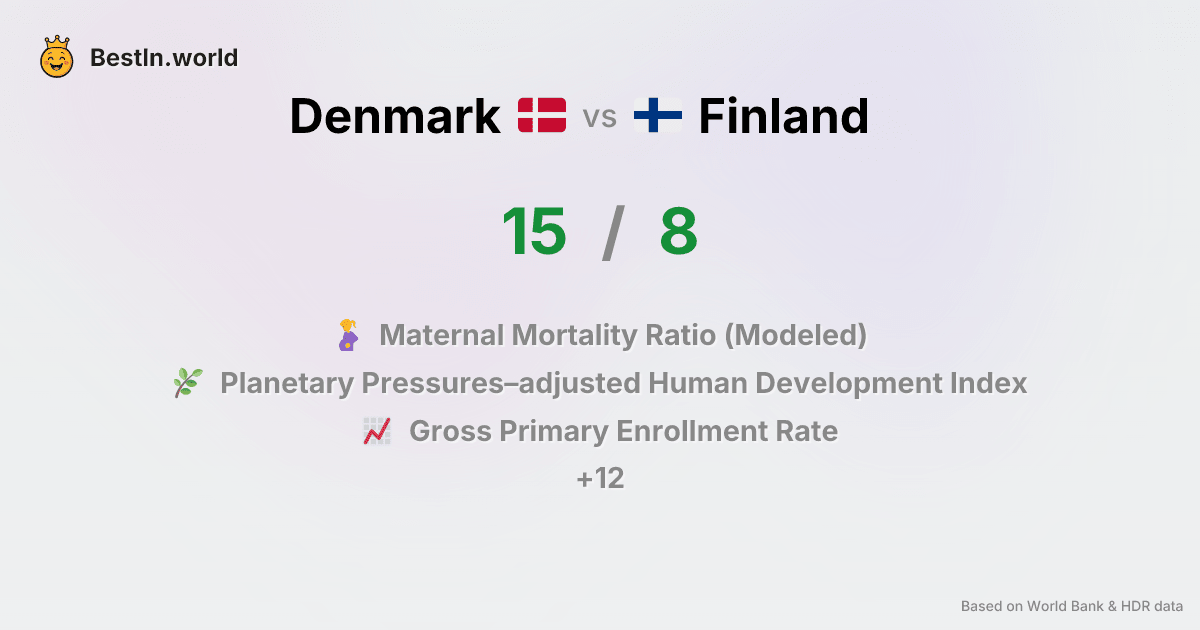 BestIn.world
Denmark vs Finland
15 / 8
Maternal Mortality Ratio (Modeled)
Planetary Pressures–adjusted Human Development Index
Gross Primary Enrollment Rate
+12
Based on World Bank & HDR data